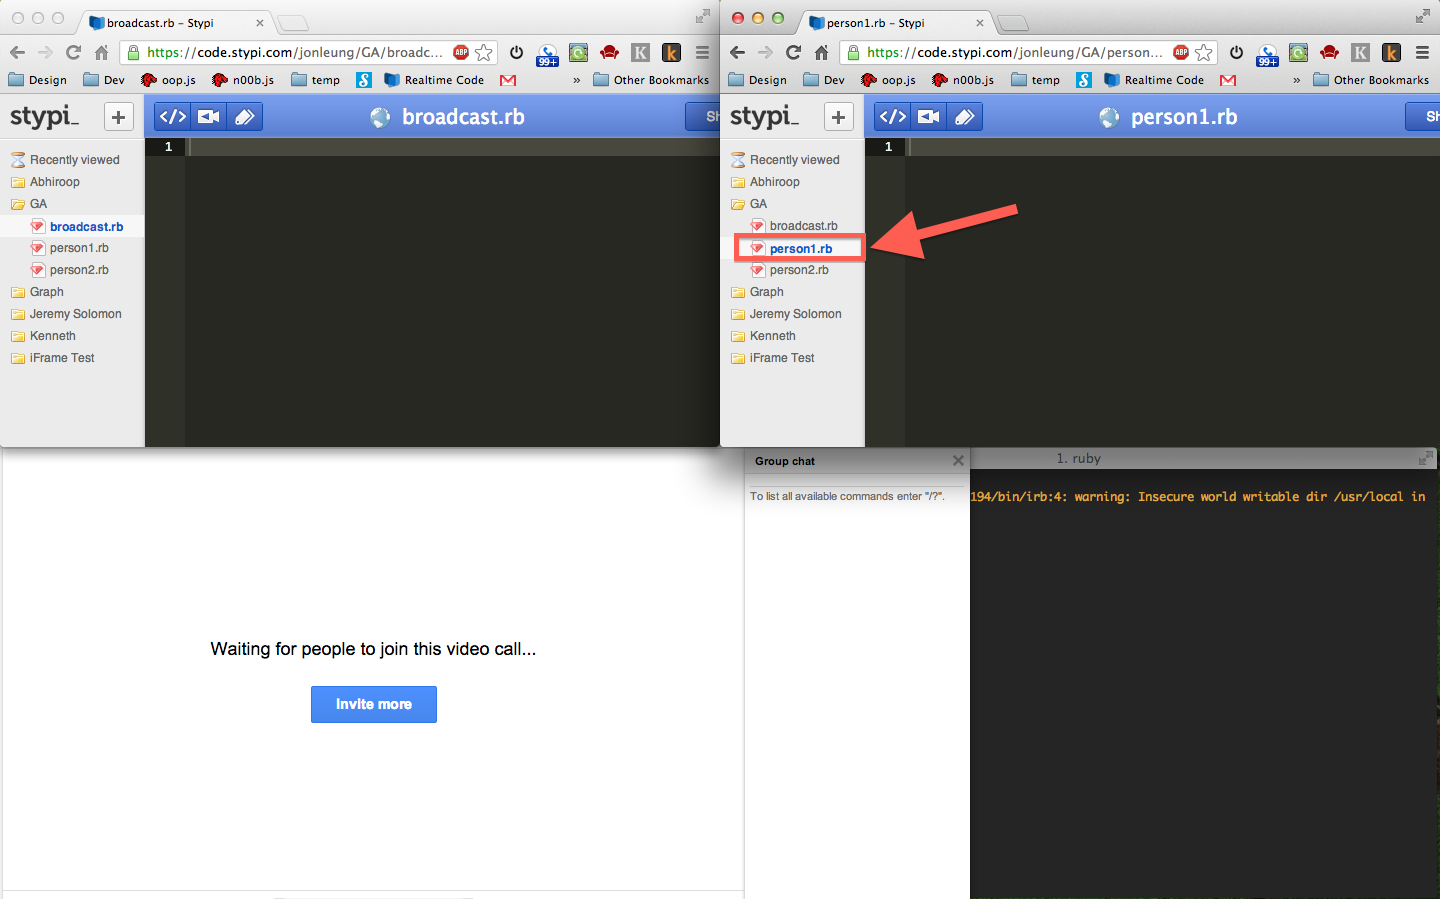 broadcast.rb – Stypi
https://code.stypi.com/jonleung/GA/broadc...
ABP
99+
K
k
Design
Dev
oop.js
n00b.js
temp
S
Realtime Code
»
Other Bookmarks
stypi_
+
</>
broadcast.rb
Sh
Recently viewed
Abhiroop
GA
broadcast.rb
person1.rb
person2.rb
Graph
Jeremy Solomon
Kenneth
iFrame Test
1
person1.rb – Stypi
https://code.stypi.com/jonleung/GA/person...
ABP
99+
K
k
Design
Dev
oop.js
n00b.js
temp
S
Realtime Code
»
Other Bookmarks
stypi_
+
</>
person1.rb
Sh
Recently viewed
Abhiroop
GA
broadcast.rb
person1.rb
person2.rb
Graph
Jeremy Solomon
Kenneth
iFrame Test
1
Waiting for people to join this video call...
Invite more
Group chat
To list all available commands enter "/?".
1. ruby
194/bin/irb:4: warning: Insecure world writable dir /usr/local in